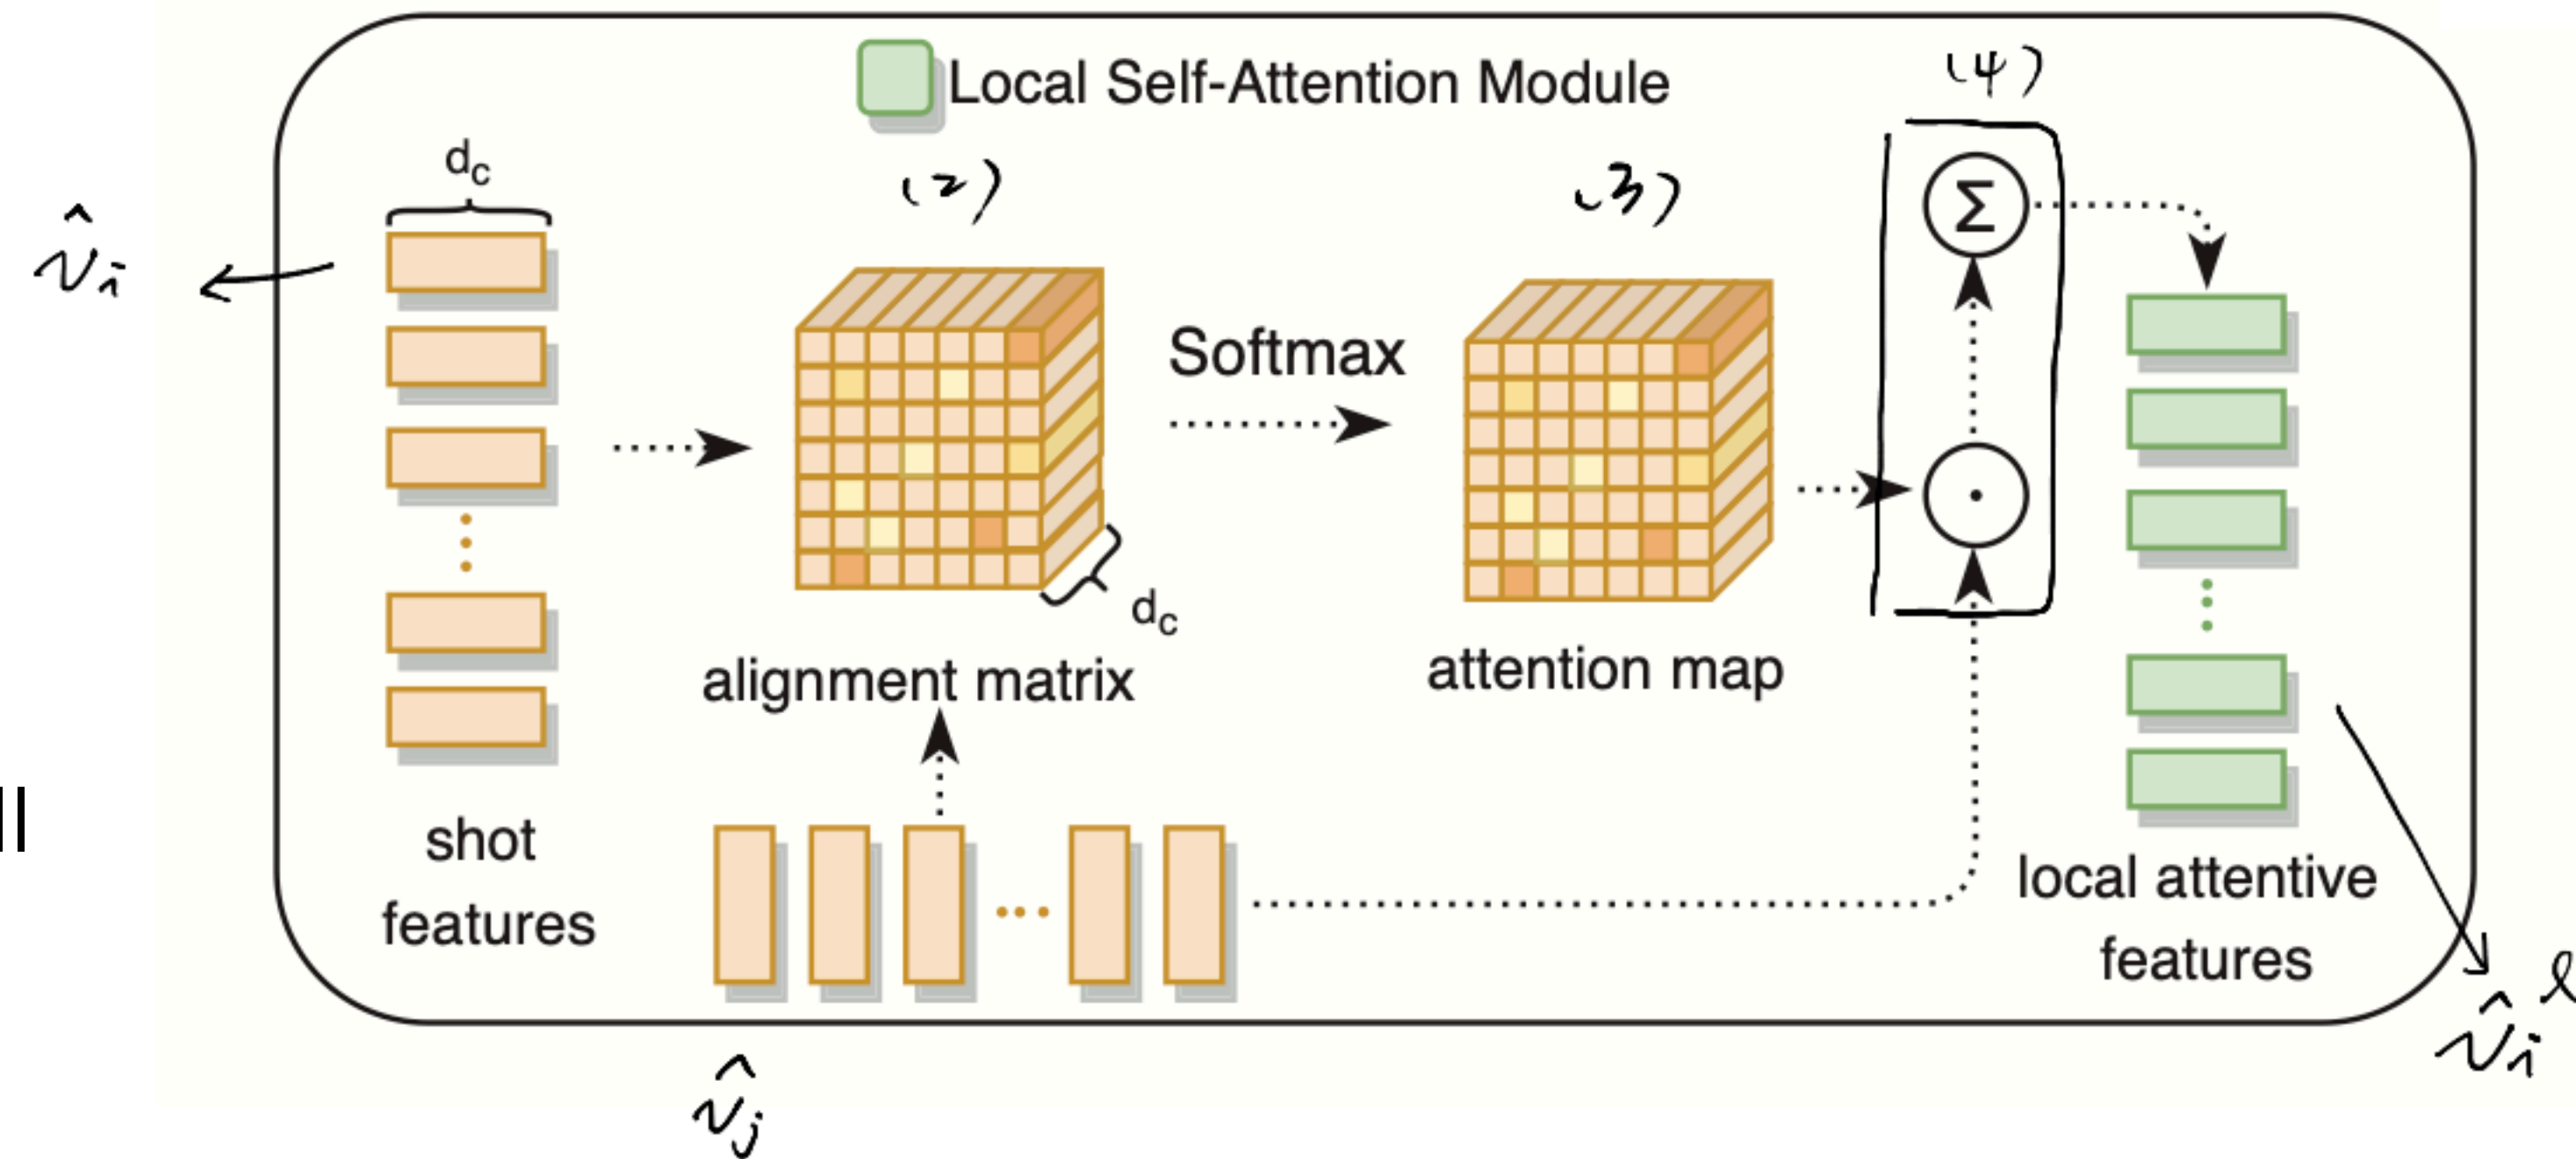 (4)
Local Self-Attention Module
d_c
(2)
(3)
v̂_i
Σ
Softmax
d_c
alignment matrix
attention map
shot
features
local attentive
features
v̂_i^ℓ
v̂_j